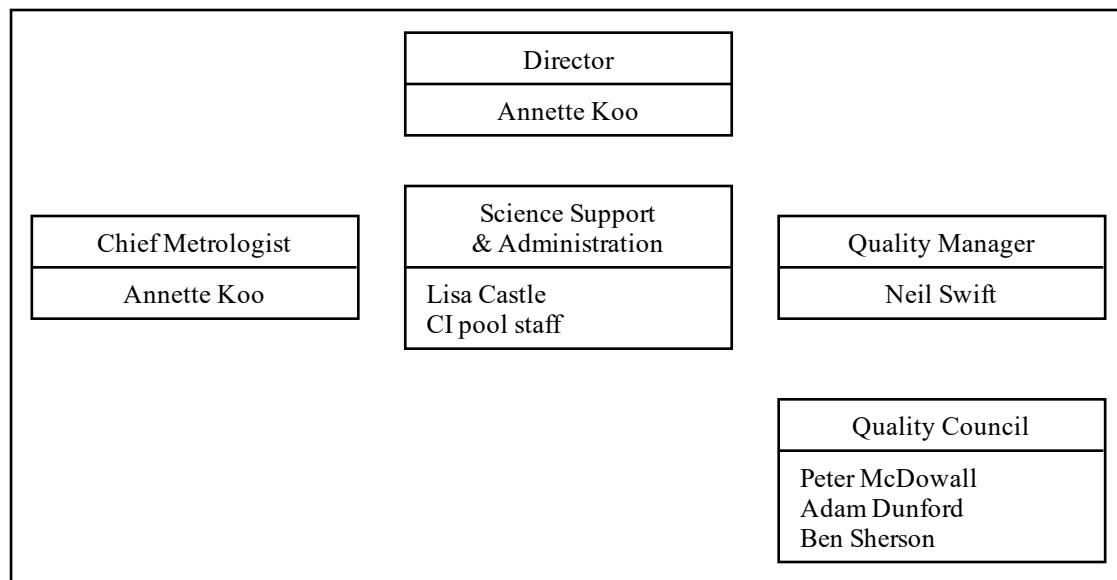 Director
Annette Koo
Chief Metrologist
Annette Koo
Science Support
& Administration
Lisa Castle
CI pool staff
Quality Manager
Neil Swift
Quality Council
Peter McDowall
Adam Dunford
Ben Sherson